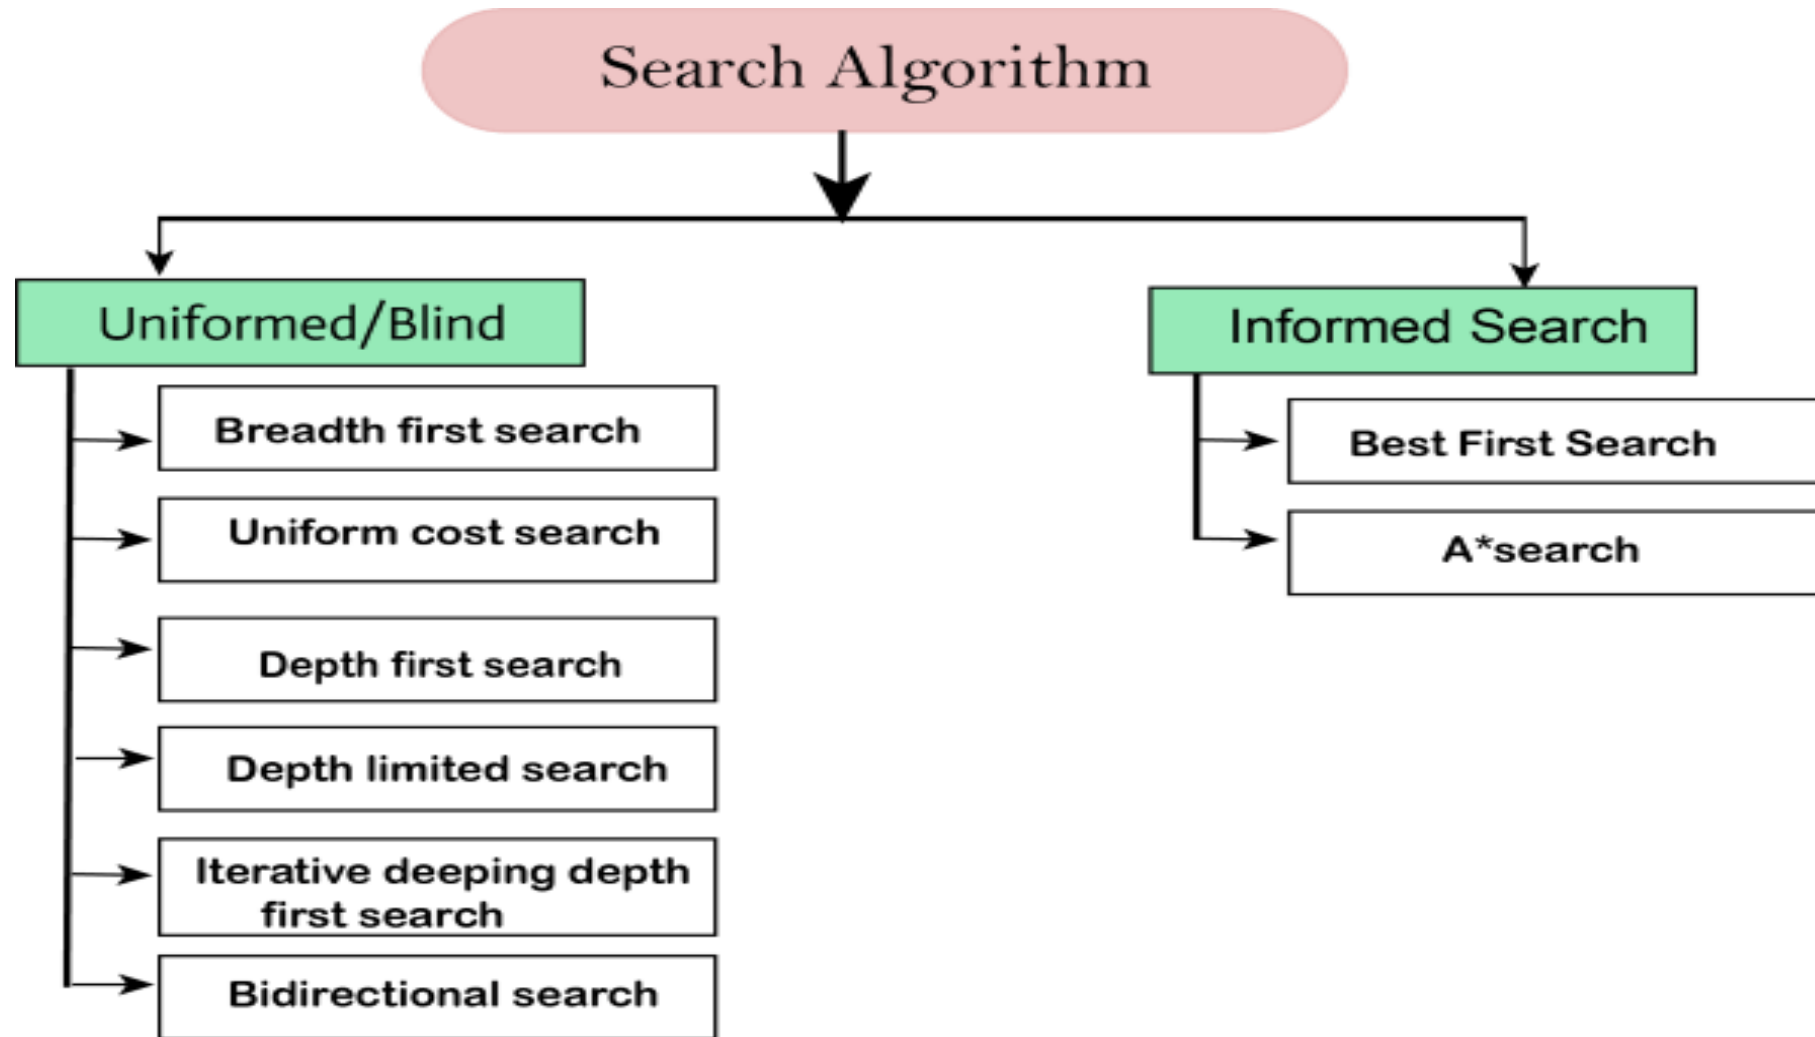 Search Algorithm
Uniformed/Blind
Breadth first search
Uniform cost search
Depth first search
Depth limited search
Iterative deeping depth
first search
Bidirectional search
Informed Search
Best First Search
A*search